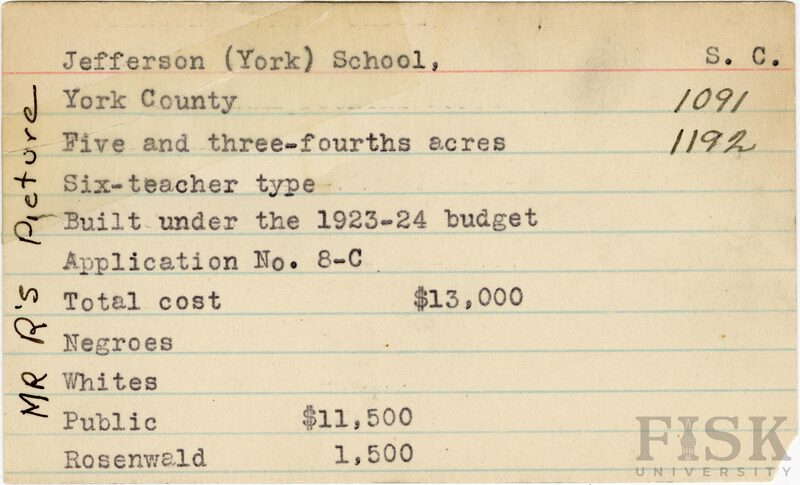 Jefferson (York) School, S. C.
York County 1091
Five and three-fourths acres 1192
Six-teacher type
Built under the 1923-24 budget
Application No. 8-C
Total cost $13,000
Negroes
Whites
Public $11,500
Rosenwald 1,500
MR R's Picture
FISK
UNIVERSITY